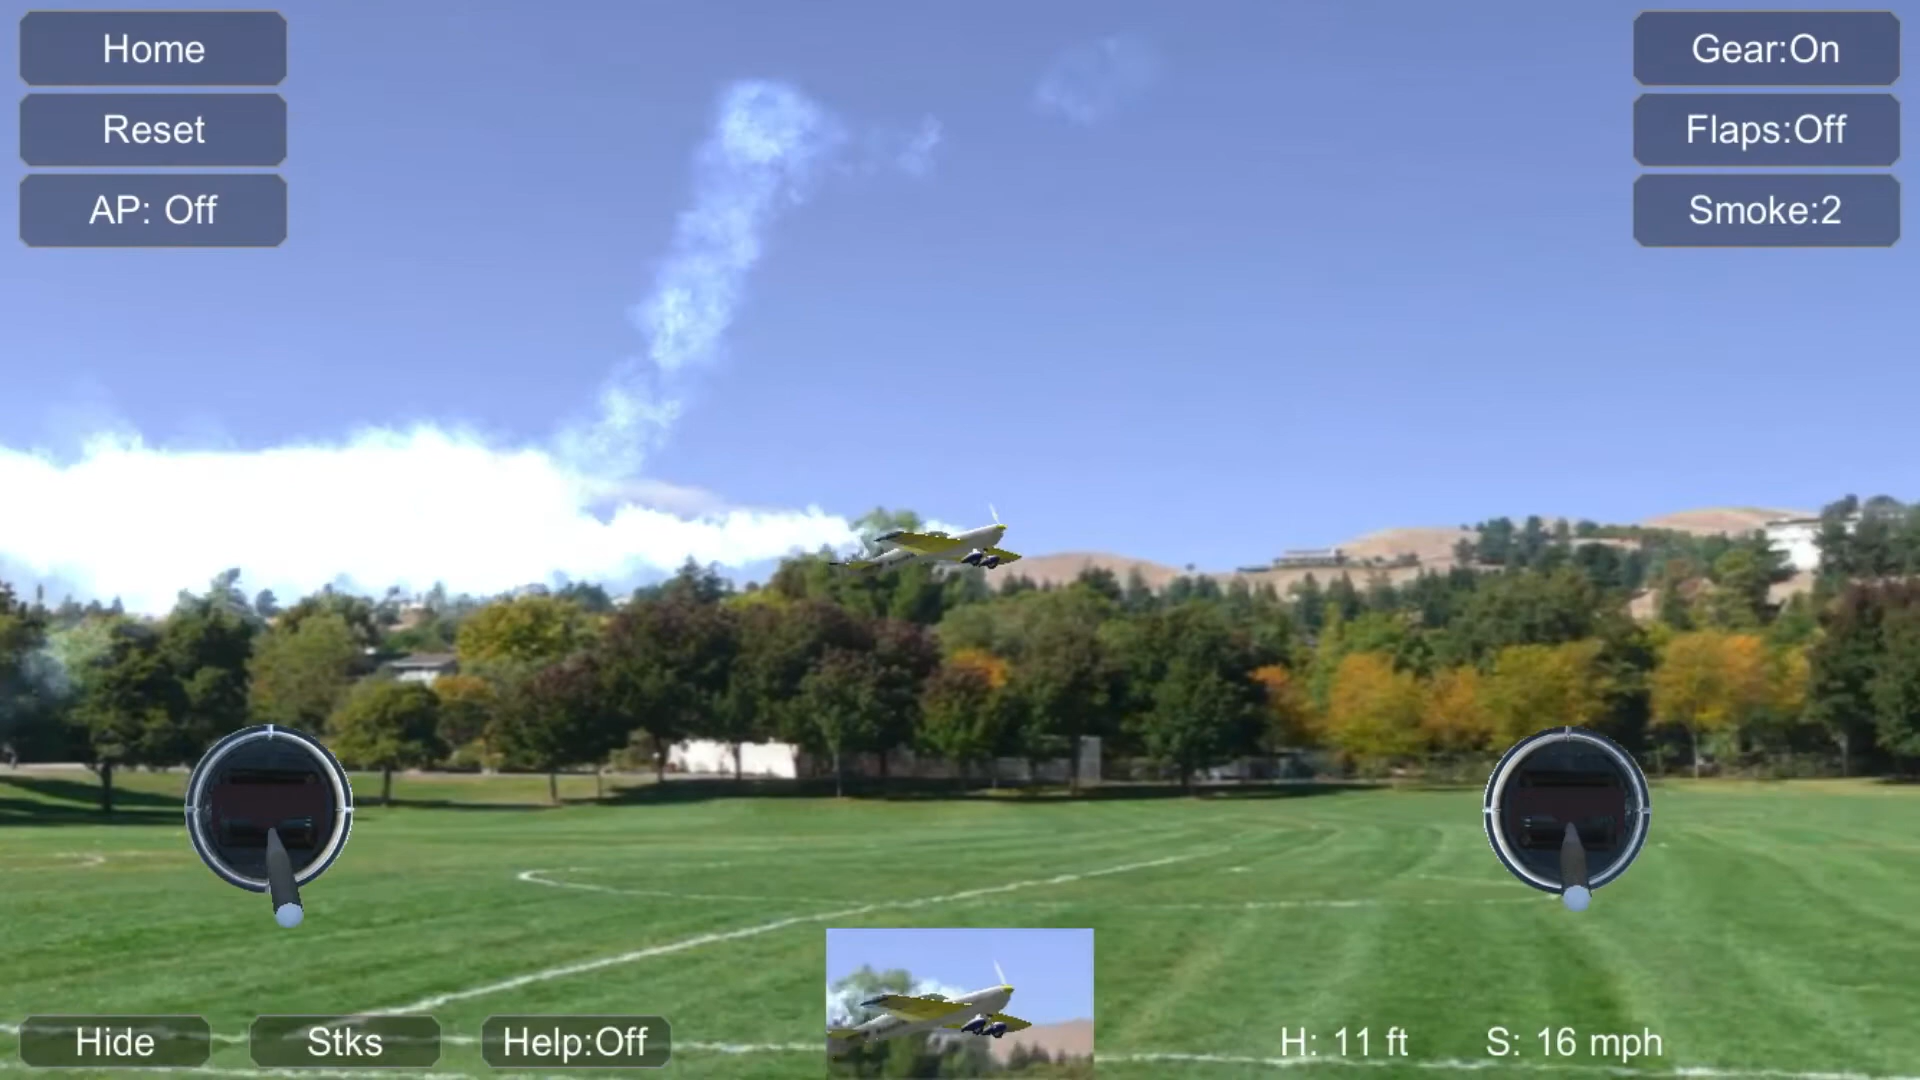 Home
Reset
AP: Off
Gear:On
Flaps:Off
Smoke:2
Hide
Stks
Help:Off
H: 11 ft
S: 16 mph